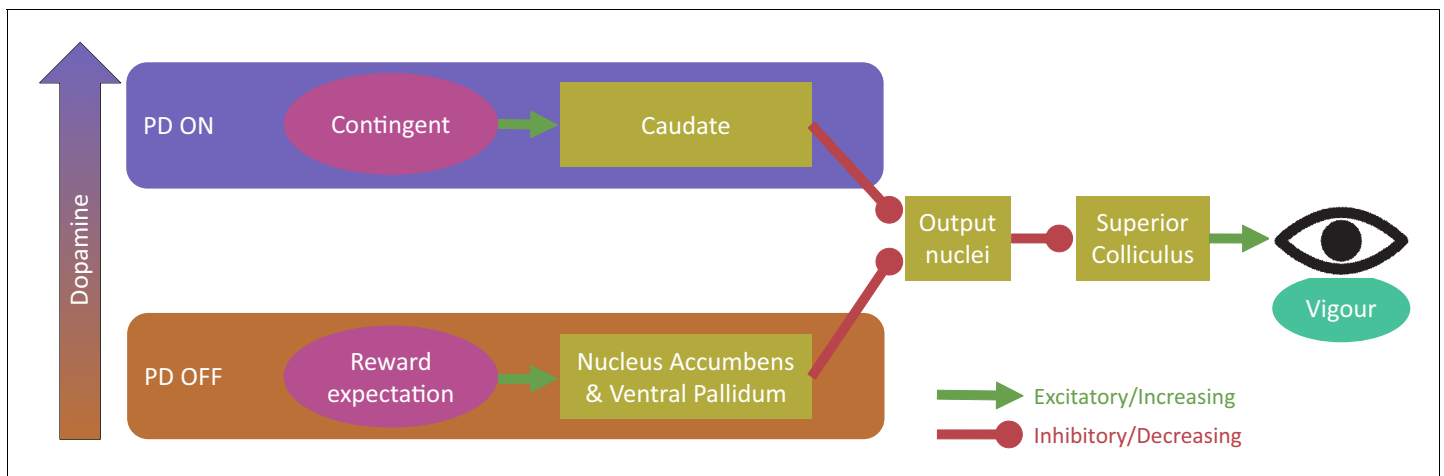 Dopamine
PD ON
Contingent
Caudate
PD OFF
Reward
expectation
Nucleus Accumbens
& Ventral Pallidum
Output
nuclei
Superior
Colliculus
Vigour
Excitatory/Increasing
Inhibitory/Decreasing